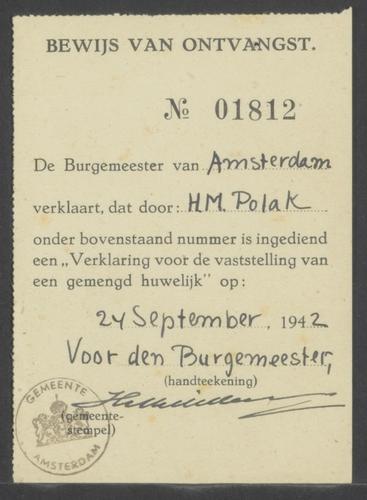 BEWIJS VAN ONTVANGST.
№ 01812
De Burgemeester van Amsterdam
verklaart, dat door: H.M. Polak
onder bovenstaand nummer is ingediend
een „Verklaring voor de vaststelling van
een gemengd huwelijk” op:
24 September, 1942
Voor den Burgemeester,
(handteekening)
(gemeente-
stempel)
GEMEENTE
AMSTERDAM